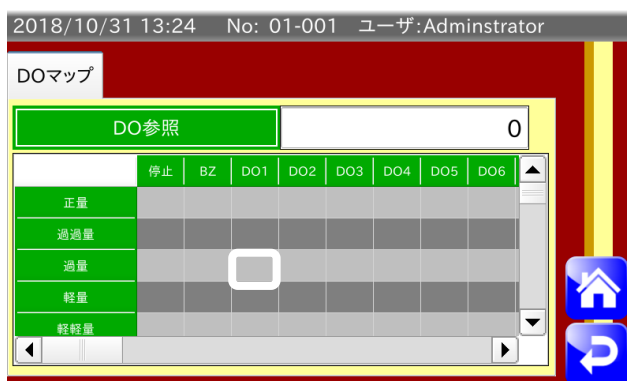 2018/10/31 13:24 No: 01-001 ユーザ:Adminstrator
DOマップ
DO参照 0
停止 BZ DO1 DO2 DO3 DO4 DO5 DO6
正量
過過量
過量
軽量
軽軽量